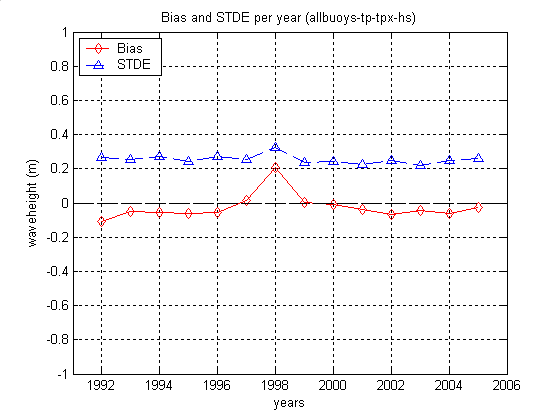 Bias and STDE per year (allbuoys-tp-tpx-hs)
Bias
STDE
1
0.8
0.6
0.4
0.2
0
-0.2
-0.4
-0.6
-0.8
-1
waveheight (m)
1992 1994 1996 1998 2000 2002 2004 2006
years